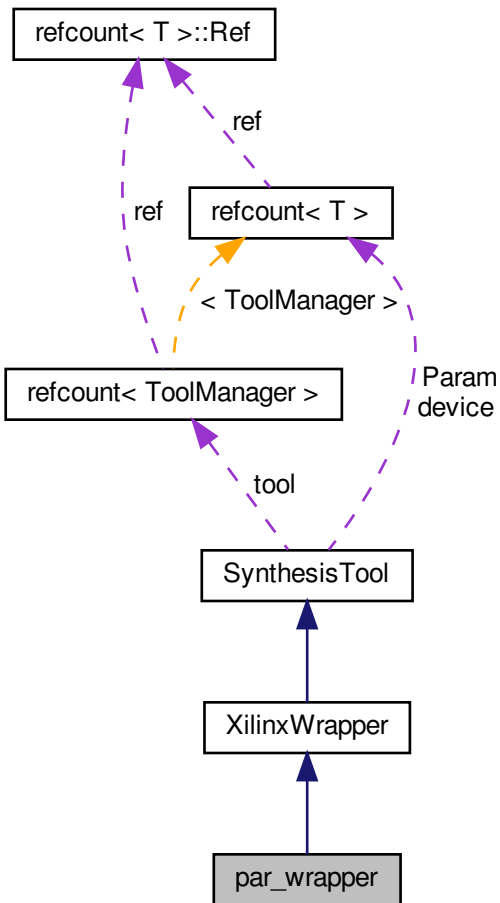 refcount< T >::Ref
ref
refcount< T >
ref
< ToolManager >
refcount< ToolManager >
Param
device
tool
SynthesisTool
XilinxWrapper
par_wrapper